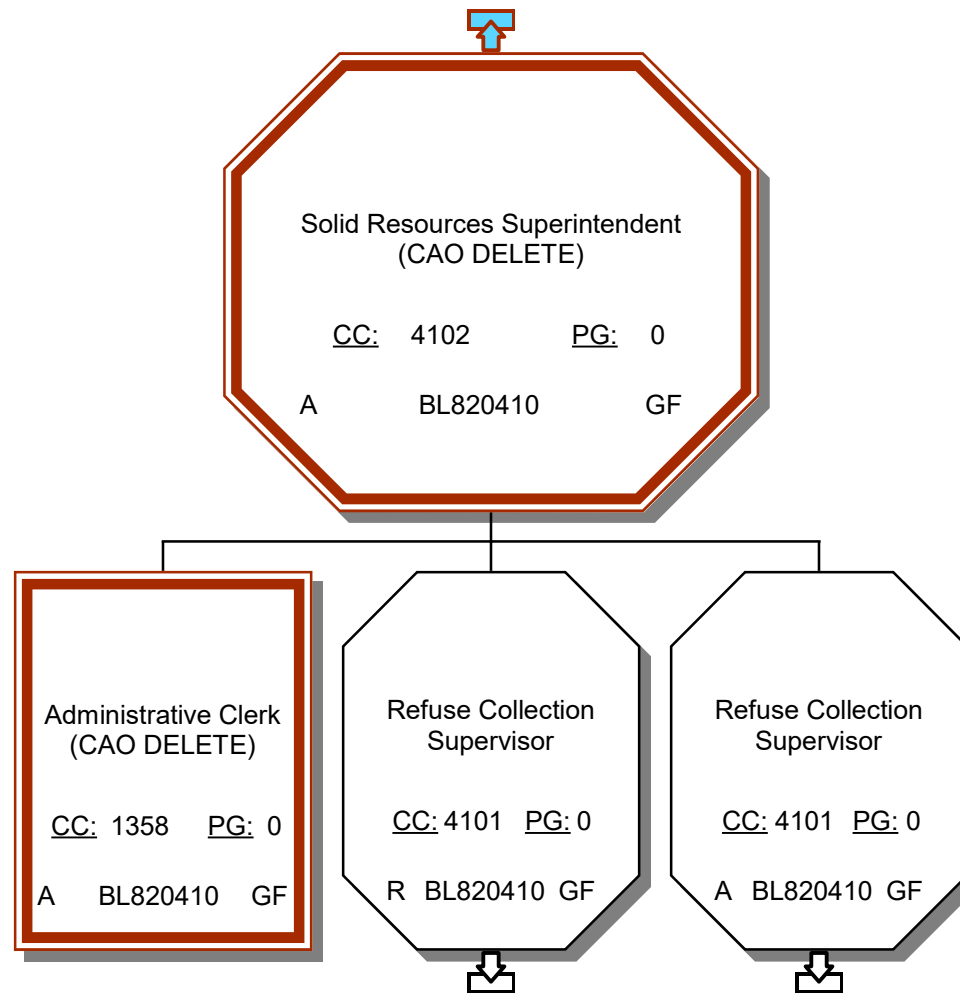 Solid Resources Superintendent
(CAO DELETE)
CC: 4102 PG: 0
A BL820410 GF
Administrative Clerk
(CAO DELETE)
CC: 1358 PG: 0
A BL820410 GF
Refuse Collection
Supervisor
CC: 4101 PG: 0
R BL820410 GF
Refuse Collection
Supervisor
CC: 4101 PG: 0
A BL820410 GF